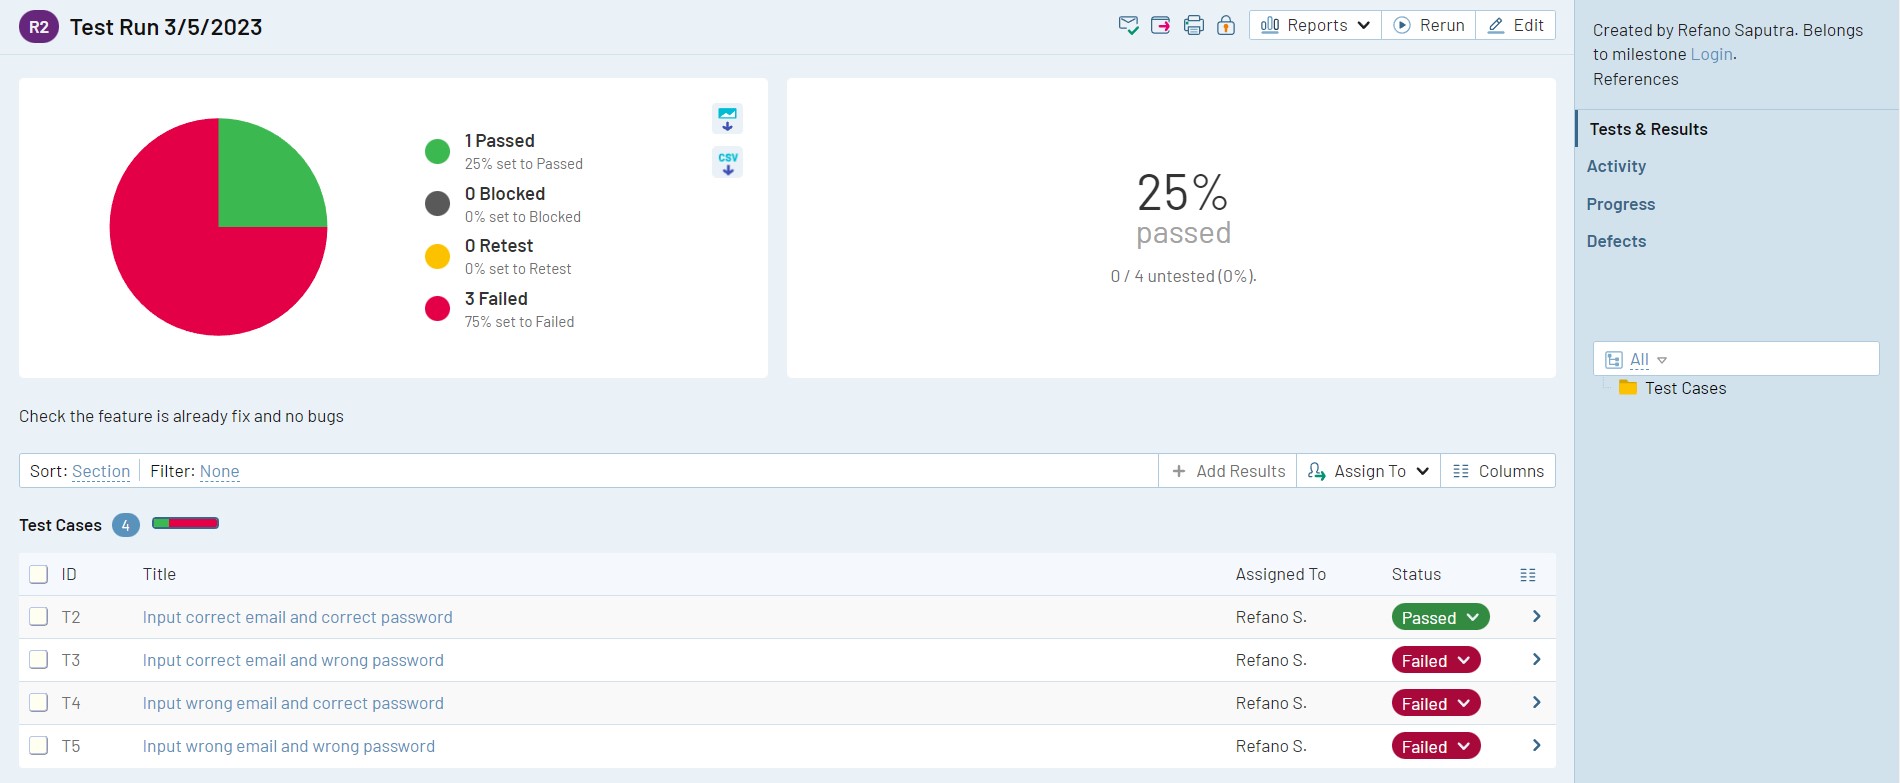 R2 Test Run 3/5/2023
Reports Rerun Edit
1 Passed
25% set to Passed
0 Blocked
0% set to Blocked
0 Retest
0% set to Retest
3 Failed
75% set to Failed
CSV
25%
passed
0 / 4 untested (0%).
Check the feature is already fix and no bugs
Sort: Section Filter: None Add Results Assign To Columns
Test Cases 4
ID Title Assigned To Status
T2 Input correct email and correct password Refano S. Passed
T3 Input correct email and wrong password Refano S. Failed
T4 Input wrong email and correct password Refano S. Failed
T5 Input wrong email and wrong password Refano S. Failed
Created by Refano Saputra. Belongs
to milestone Login.
References
Tests & Results
Activity
Progress
Defects
All
Test Cases